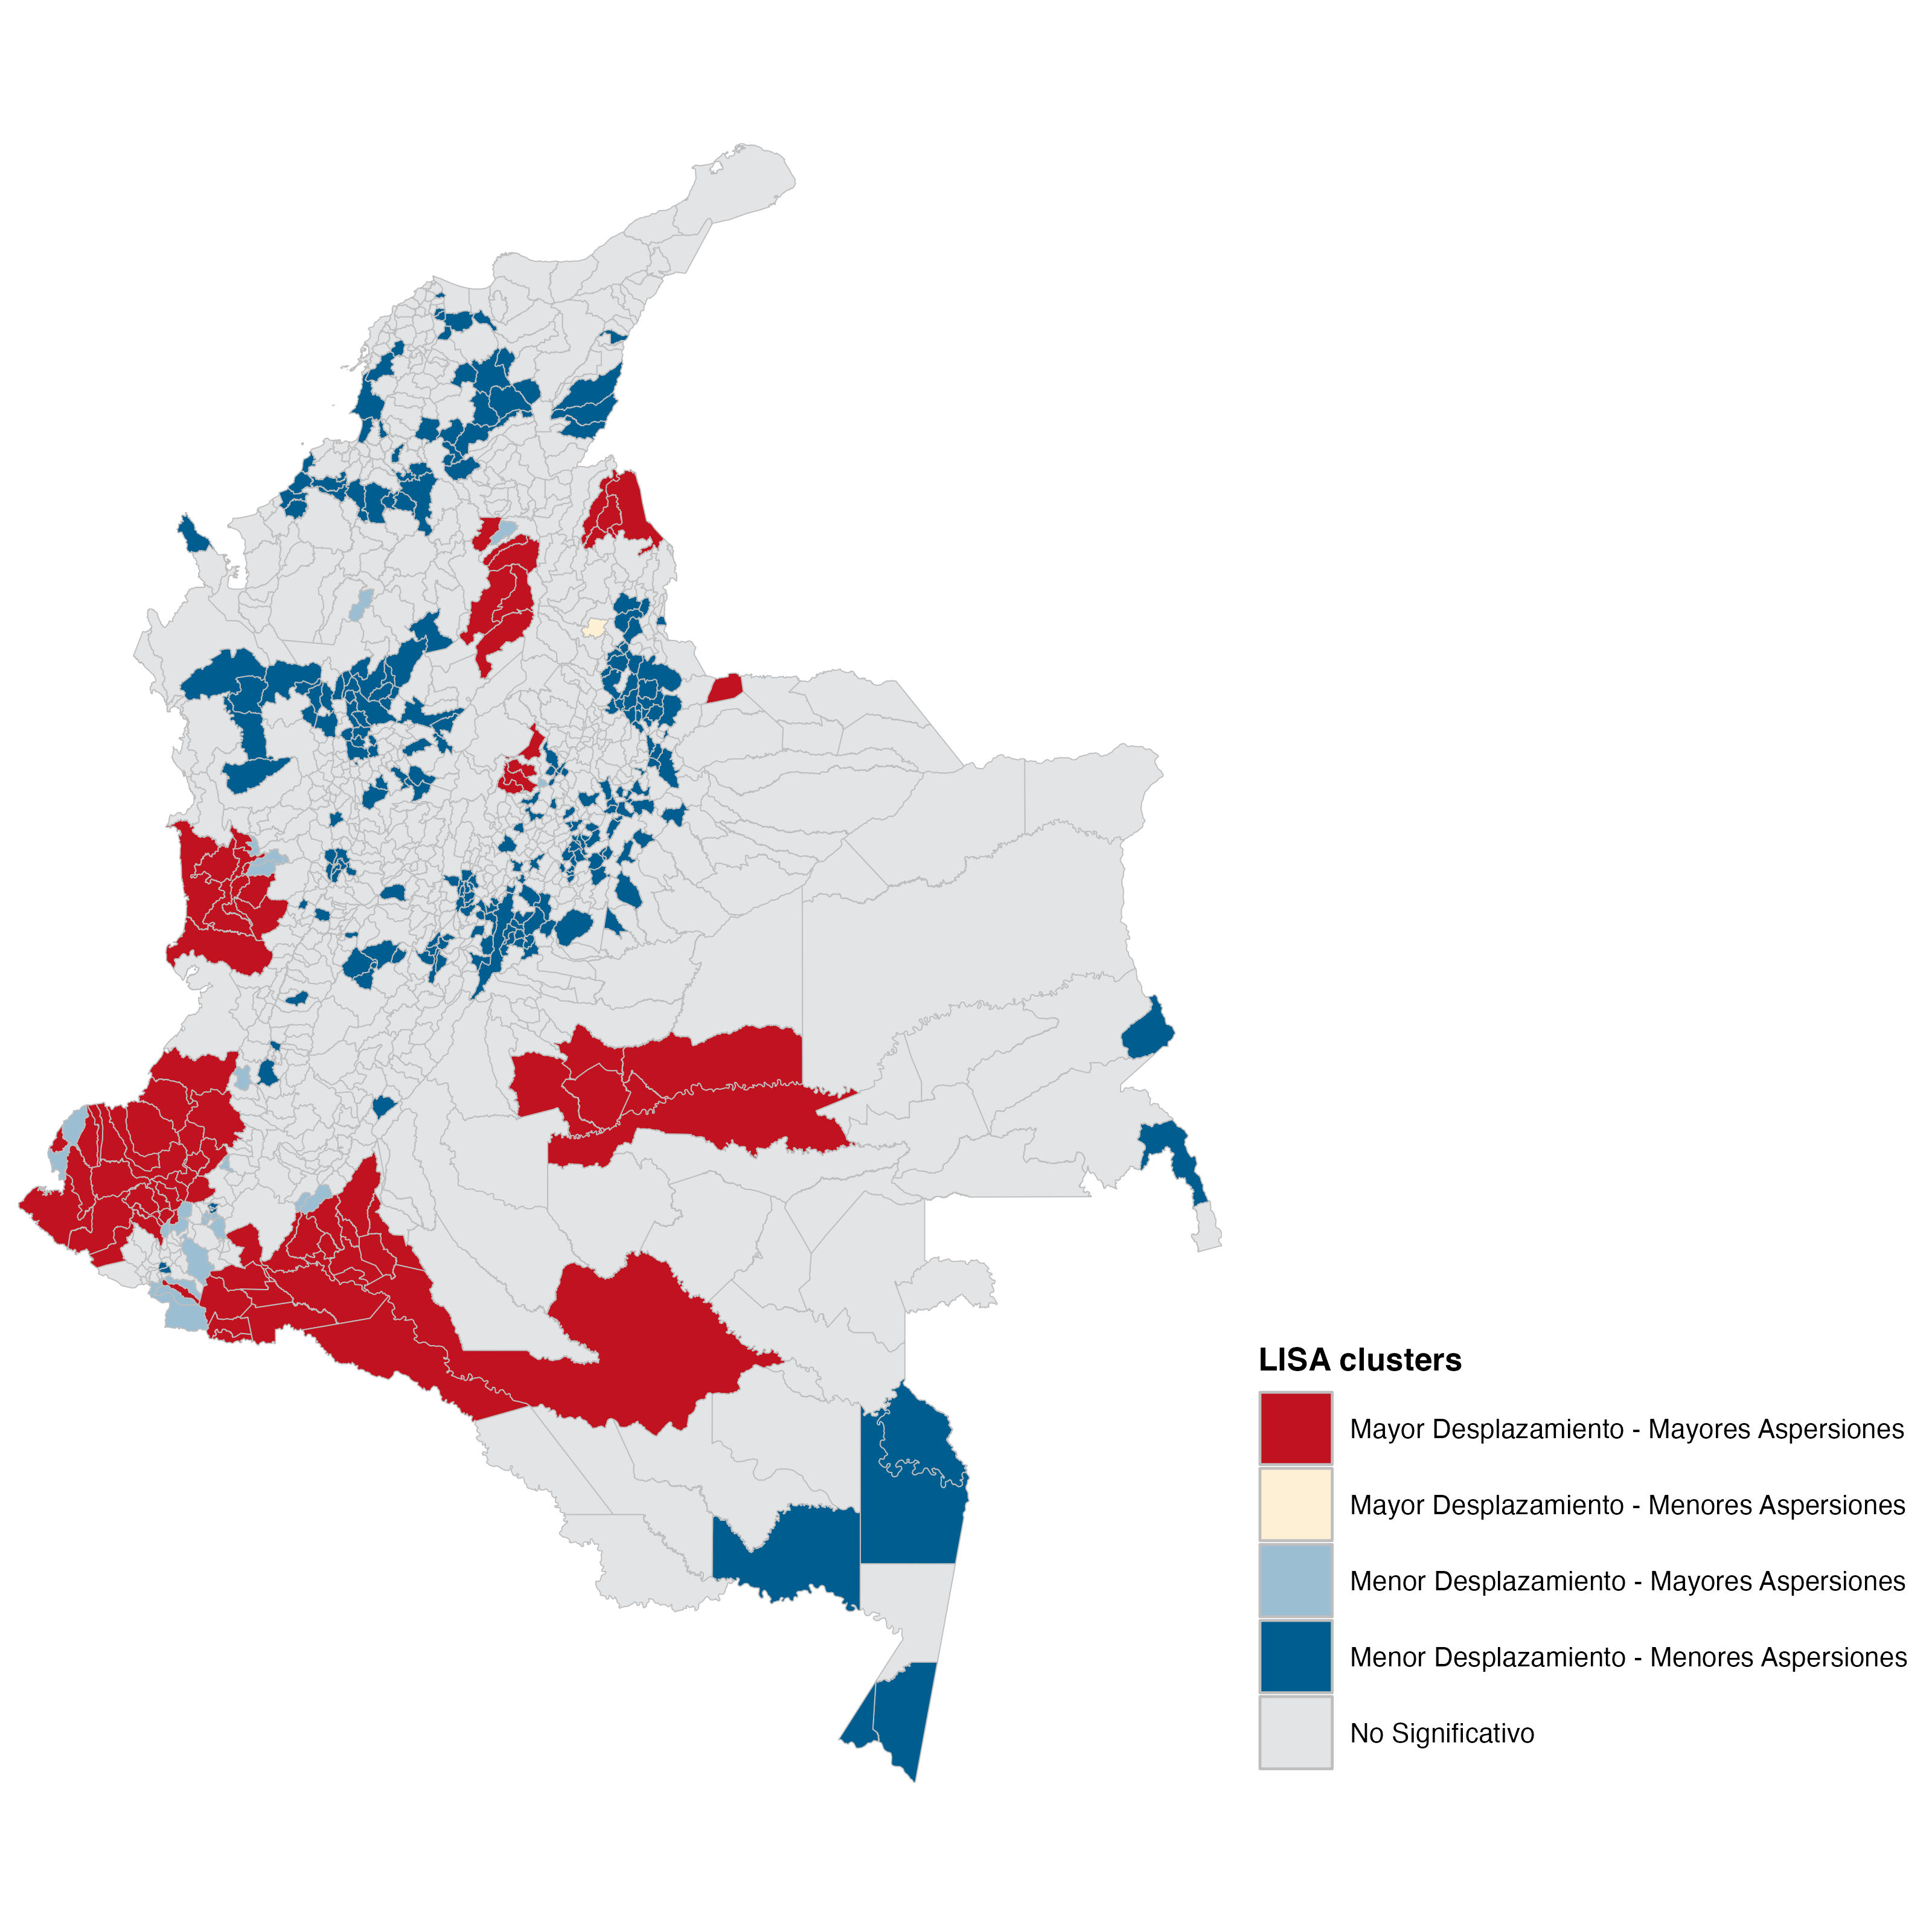 LISA clusters
Mayor Desplazamiento - Mayores Aspersiones
Mayor Desplazamiento - Menores Aspersiones
Menor Desplazamiento - Mayores Aspersiones
Menor Desplazamiento - Menores Aspersiones
No Significativo